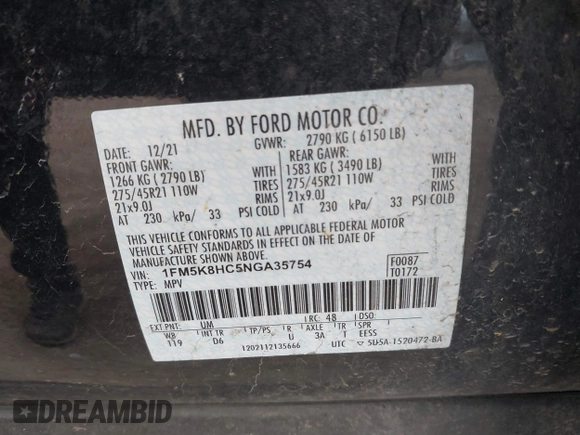 MFD. BY FORD MOTOR CO.
DATE: 12/21 GVWR: 2790 KG ( 6150 LB)
FRONT GAWR: REAR GAWR:
1266 KG ( 2790 LB) WITH 1583 KG ( 3490 LB) WITH
275/45R21 110W TIRES 275/45R21 110W TIRES
21x9.0J RIMS 21x9.0J RIMS
AT 230 kPa/ 33 PSI COLD AT 230 kPa/ 33 PSI COLD
THIS VEHICLE CONFORMS TO ALL APPLICABLE FEDERAL MOTOR
VEHICLE SAFETY STANDARDS IN EFFECT ON THE DATE OF
MANUFACTURE SHOWN ABOVE.
VIN: 1FM5K8HC5NGA35754 F0087
TYPE: MPV T0172
EXT PNT: UM RC: 48 DSO:
WB INT TR TP/PS R AXLE TR SPR
119 D6 U 3A T EESS
1202112135666 UTC 5U5A-1520472-BA
DREAMBID